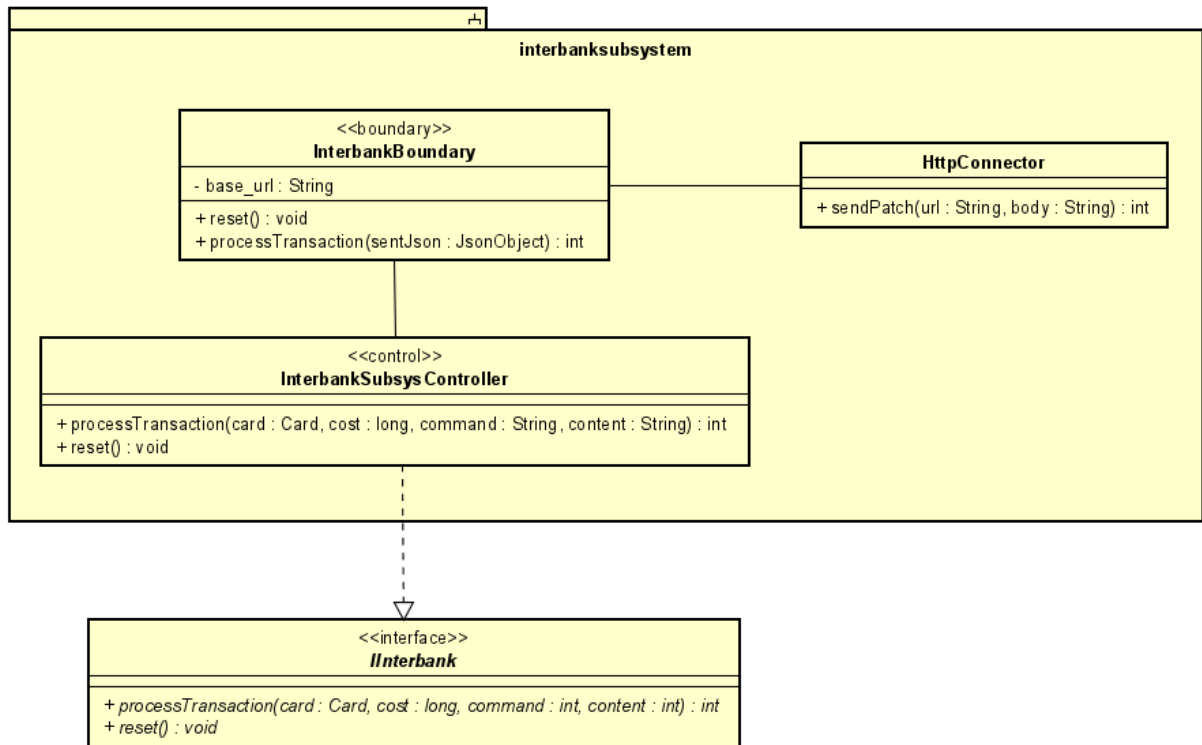 interbanksubsystem
<<boundary>>
InterbankBoundary
- base_url : String
+ reset() : void
+ processTransaction(sentJson : JsonObject) : int
HttpConnector
+ sendPatch(url : String, body : String) : int
<<control>>
InterbankSubsysController
+ processTransaction(card : Card, cost : long, command : String, content : String) : int
+ reset() : void
<<interface>>
IInterbank
+ processTransaction(card : Card, cost : long, command : int, content : int) : int
+ reset() : void